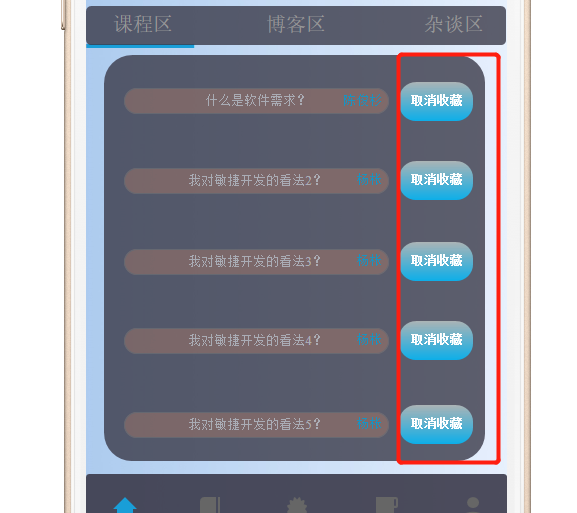 课程区 博客区 杂谈区
什么是软件需求? 取消收藏
我对敏捷开发的看法2? 取消收藏
我对敏捷开发的看法3? 取消收藏
我对敏捷开发的看法4? 取消收藏
我对敏捷开发的看法5? 取消收藏